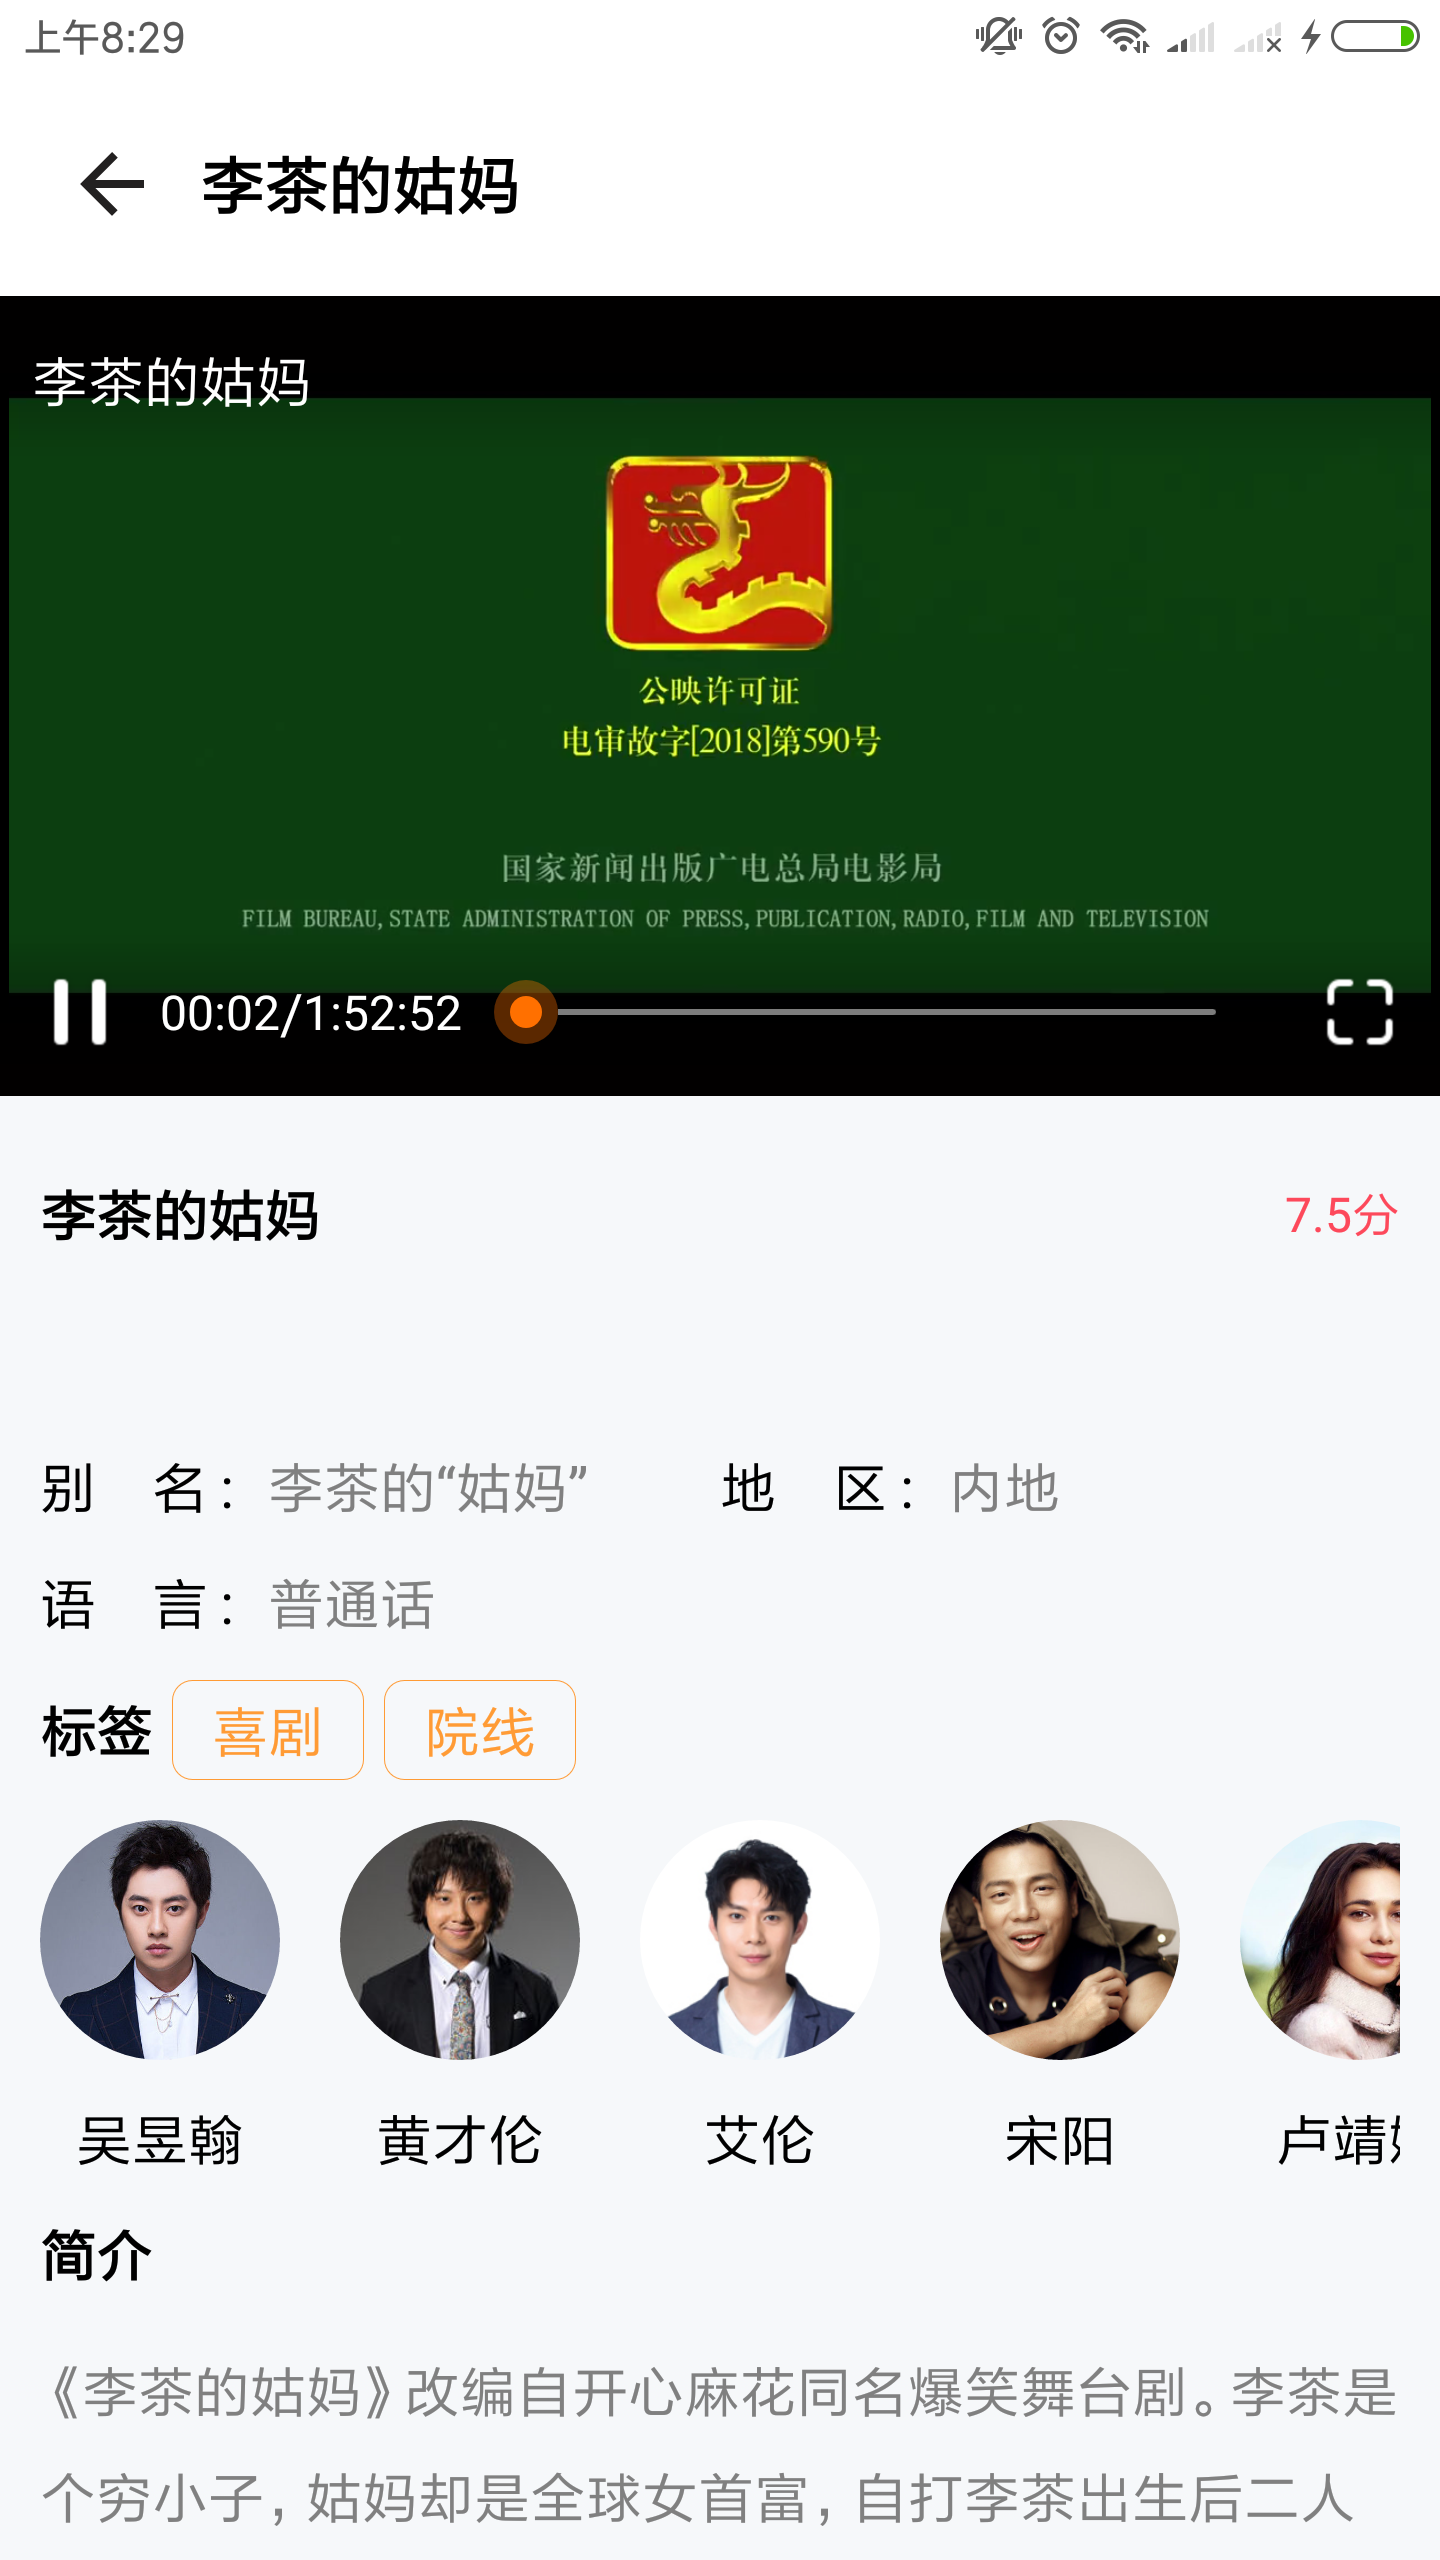 上午8:29
李茶的姑妈
李茶的姑妈
公映许可证
电审故字[2018]第590号
国家新闻出版广电总局电影局
FILM BUREAU, STATE ADMINISTRATION OF PRESS, PUBLICATION, RADIO, FILM AND TELEVISION
00:02/1:52:52
李茶的姑妈 7.5分
别 名：李茶的“姑妈” 地 区：内地
语 言：普通话
标签 喜剧 院线
吴昱翰 黄才伦 艾伦 宋阳 卢靖
简介
《李茶的姑妈》改编自开心麻花同名爆笑舞台剧。李茶是
个穷小子，姑妈却是全球女首富，自打李茶出生后二人